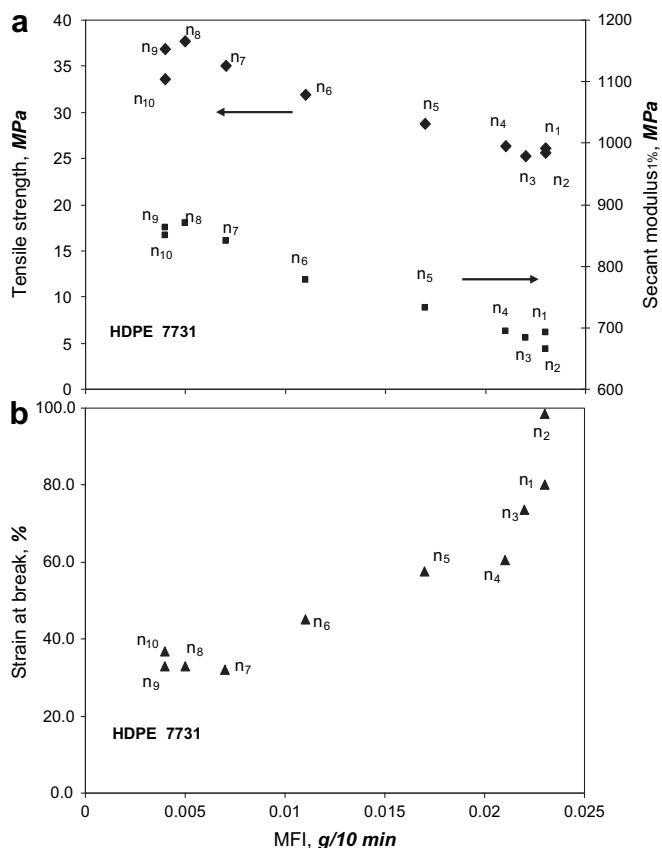 a
40
35
30
25
20
15
10
5
0
Tensile strength, MPa
1200
1100
1000
900
800
700
600
Secant modulus1%, MPa
n9
n8
n7
n10
n6
n5
n4
n1
n3
n2
n9
n8
n7
n10
n6
n5
n4
n1
n3
n2
HDPE 7731
b
100.0
80.0
60.0
40.0
20.0
0.0
Strain at break, %
n2
n1
n3
n5
n4
n6
n10
n8
n7
n9
HDPE 7731
0
0.005
0.01
0.015
0.02
0.025
MFI, g/10 min